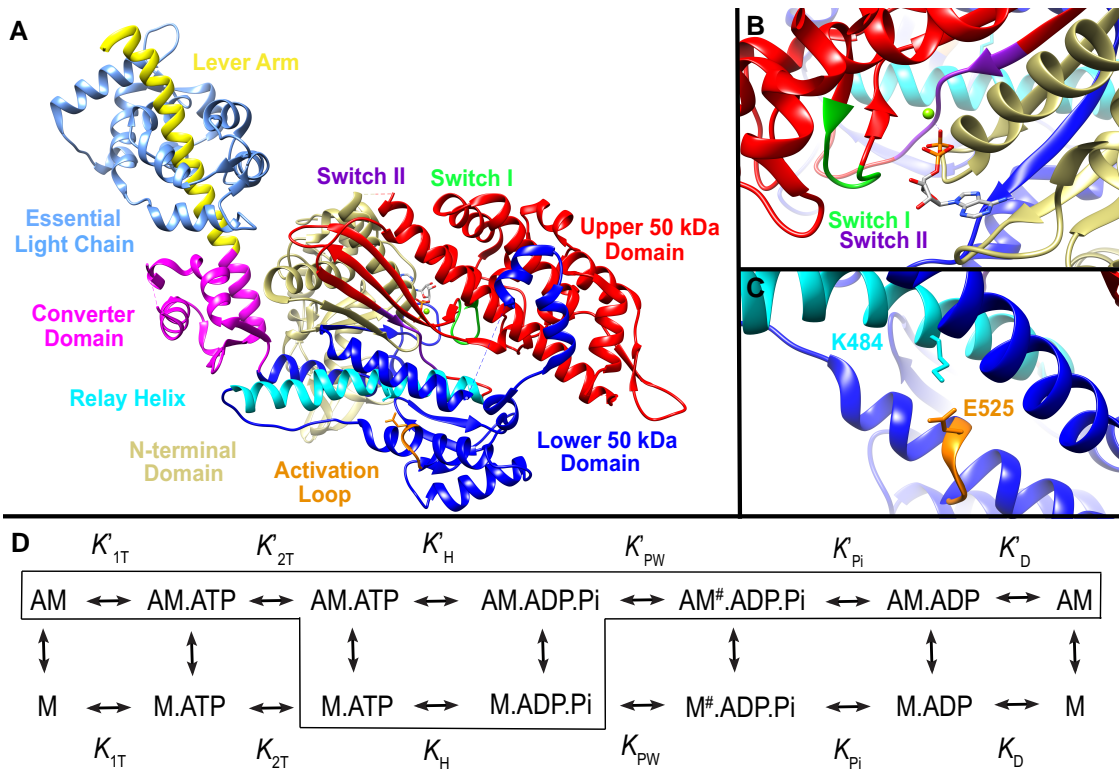 A
Lever Arm
Essential
Light Chain
Converter
Domain
Relay Helix
N-terminal
Domain
Activation
Loop
Switch II
Switch I
Upper 50 kDa
Domain
Lower 50 kDa
Domain
B
Switch I
Switch II
C
K484
E525
D
K'1T K'2T K'H K'PW K'Pi K'D
AM AM.ATP AM.ATP AM.ADP.Pi AM#.ADP.Pi AM.ADP AM
M M.ATP M.ATP M.ADP.Pi M#.ADP.Pi M.ADP M
K1T K2T KH KPW KPi KD